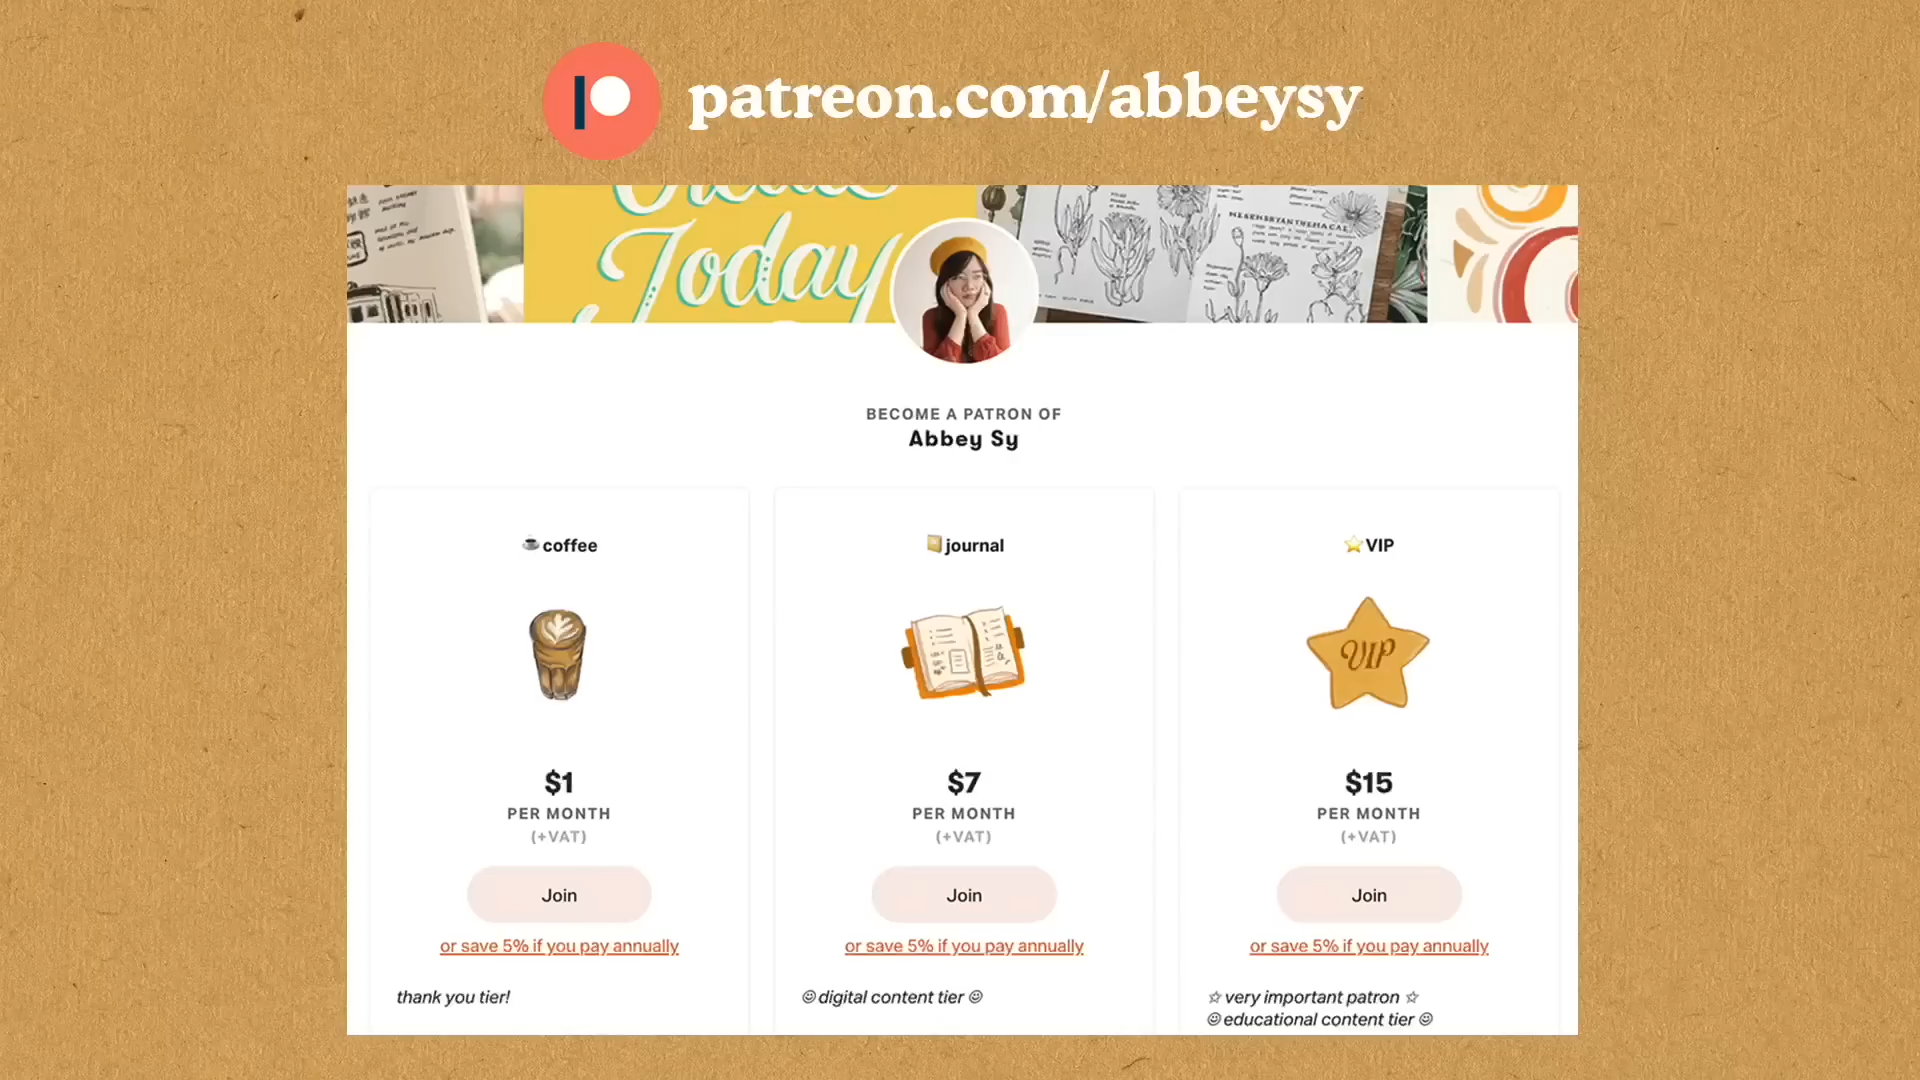 patreon.com/abbeysy
Today
MESEMBRYANTHEMACEAE
BECOME A PATRON OF
Abbey Sy
coffee
journal
VIP
VIP
$1
$7
$15
PER MONTH
PER MONTH
PER MONTH
(+VAT)
(+VAT)
(+VAT)
Join
Join
Join
or save 5% if you pay annually
or save 5% if you pay annually
or save 5% if you pay annually
thank you tier!
☺ digital content tier ☺
☆ very important patron ☆
☺ educational content tier ☺